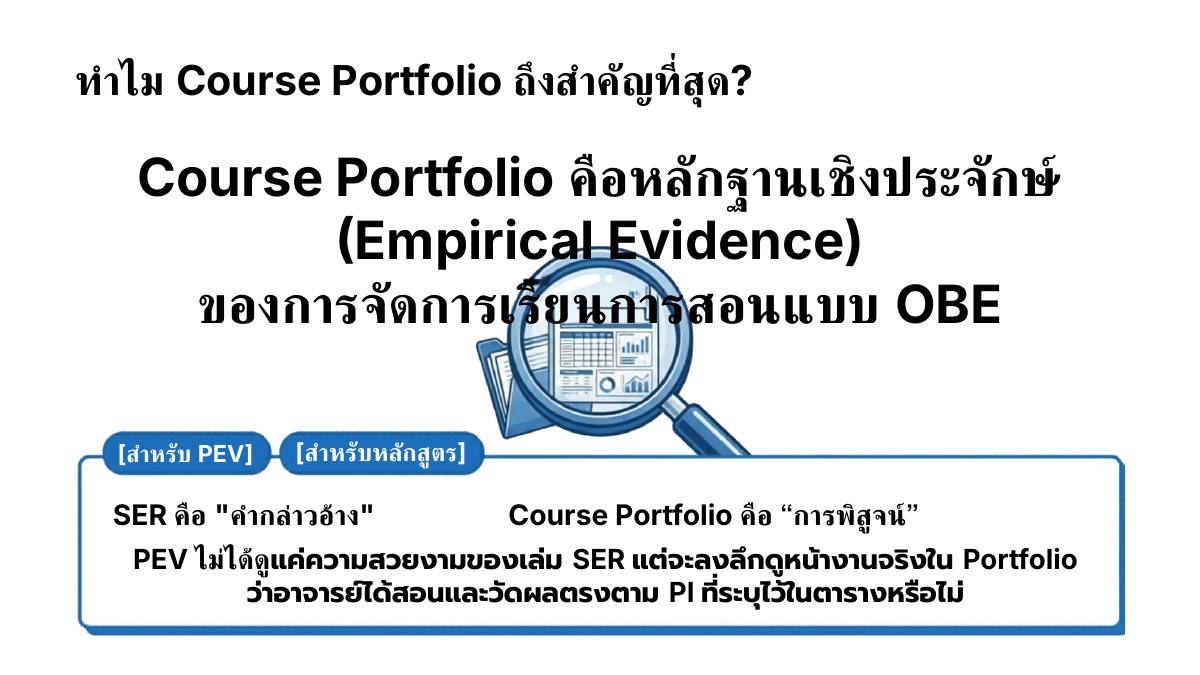 ทำไม Course Portfolio ถึงสำคัญที่สุด?
Course Portfolio คือหลักฐานเชิงประจักษ์
(Empirical Evidence)
ของการจัดการเรียนการสอนแบบ OBE
[สำหรับ PEV] [สำหรับหลักสูตร]
SER คือ "คำกล่าวอ้าง" Course Portfolio คือ “การพิสูจน์”
PEV ไม่ได้ดูแค่ความสวยงามของเล่ม SER แต่จะลงลึกดูหน้างานจริงใน Portfolio
ว่าอาจารย์ได้สอนและวัดผลตรงตาม PI ที่ระบุไว้ในตารางหรือไม่